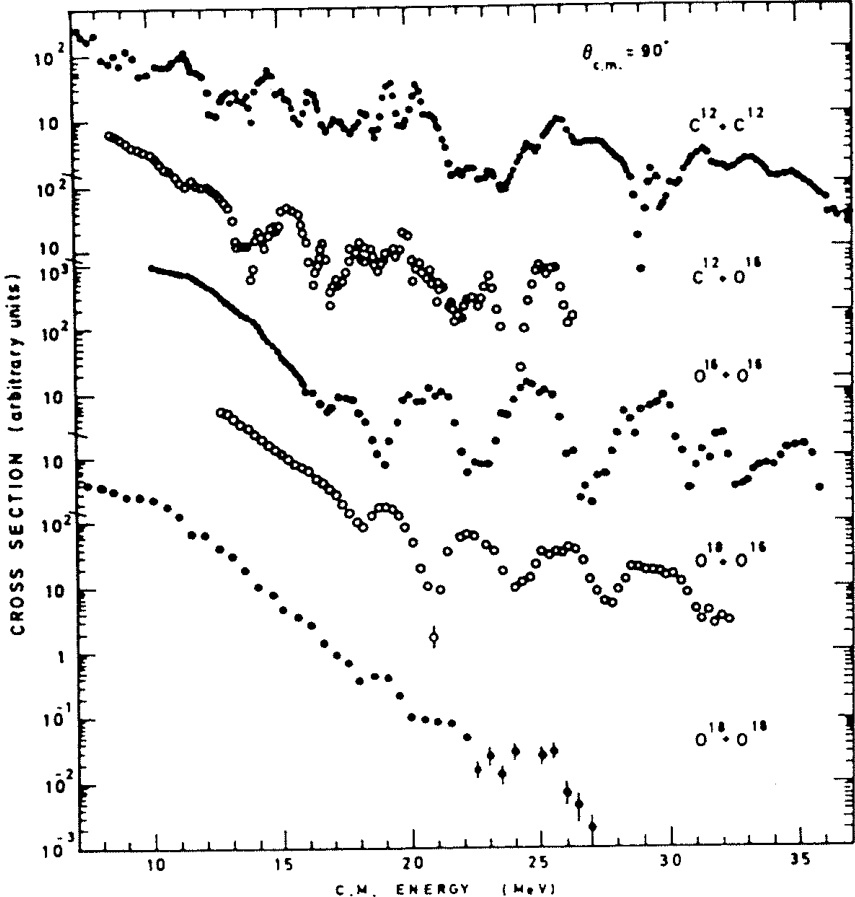 θc.m. = 90°
10²
10
10²
10
10³
10²
10
10
10²
10
1
10⁻¹
10⁻²
10⁻³
C¹² + C¹²
C¹² + O¹⁶
O¹⁶ + O¹⁶
O¹⁸ + O¹⁶
O¹⁸ + O¹⁸
CROSS SECTION (arbitrary units)
10 15 20 25 30 35
C.M. ENERGY (MeV)